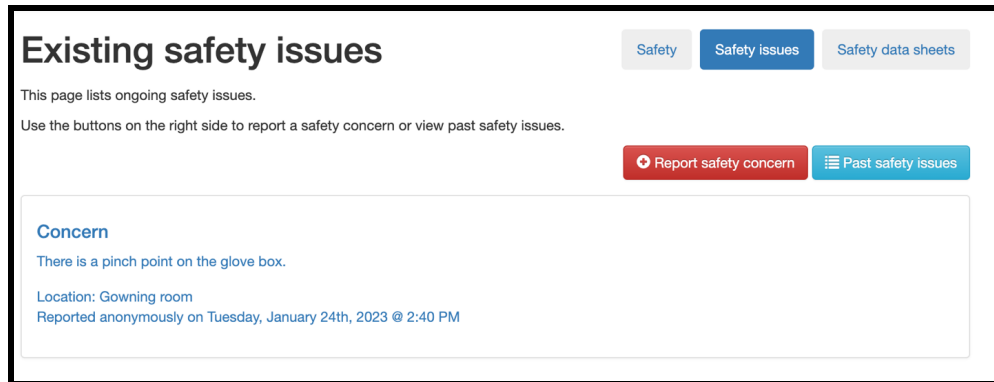 Existing safety issues
Safety
Safety issues
Safety data sheets
This page lists ongoing safety issues.
Use the buttons on the right side to report a safety concern or view past safety issues.
Report safety concern
Past safety issues
Concern
There is a pinch point on the glove box.
Location: Gowning room
Reported anonymously on Tuesday, January 24th, 2023 @ 2:40 PM